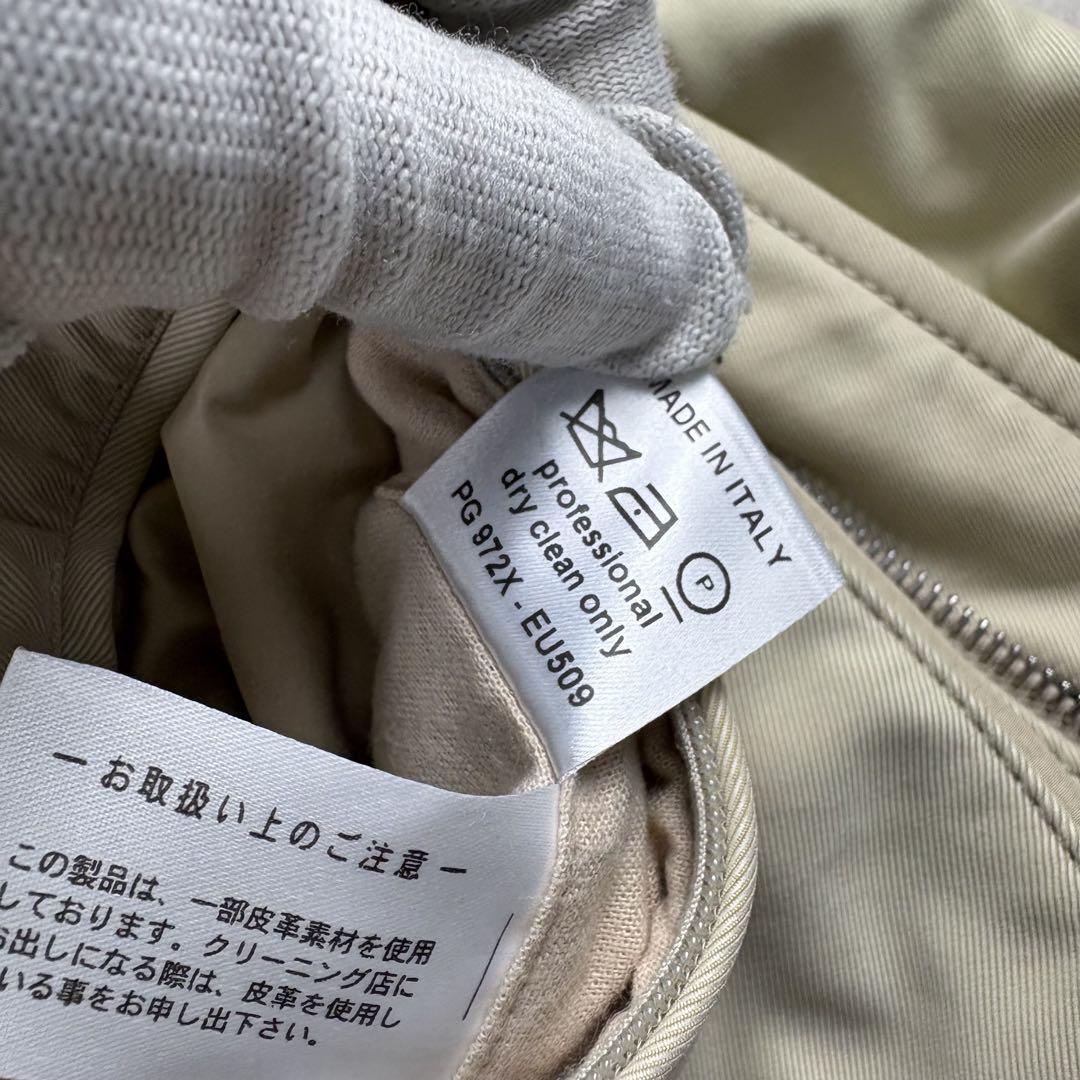 MADE IN ITALY
P
professional
dry clean only
PG 972X - EU509
ー お取扱い上のご注意 ー
この製品は、一部皮革素材を使用
しております。クリーニング店に
お出しになる際は、皮革を使用し
いる事をお申し出下さい。